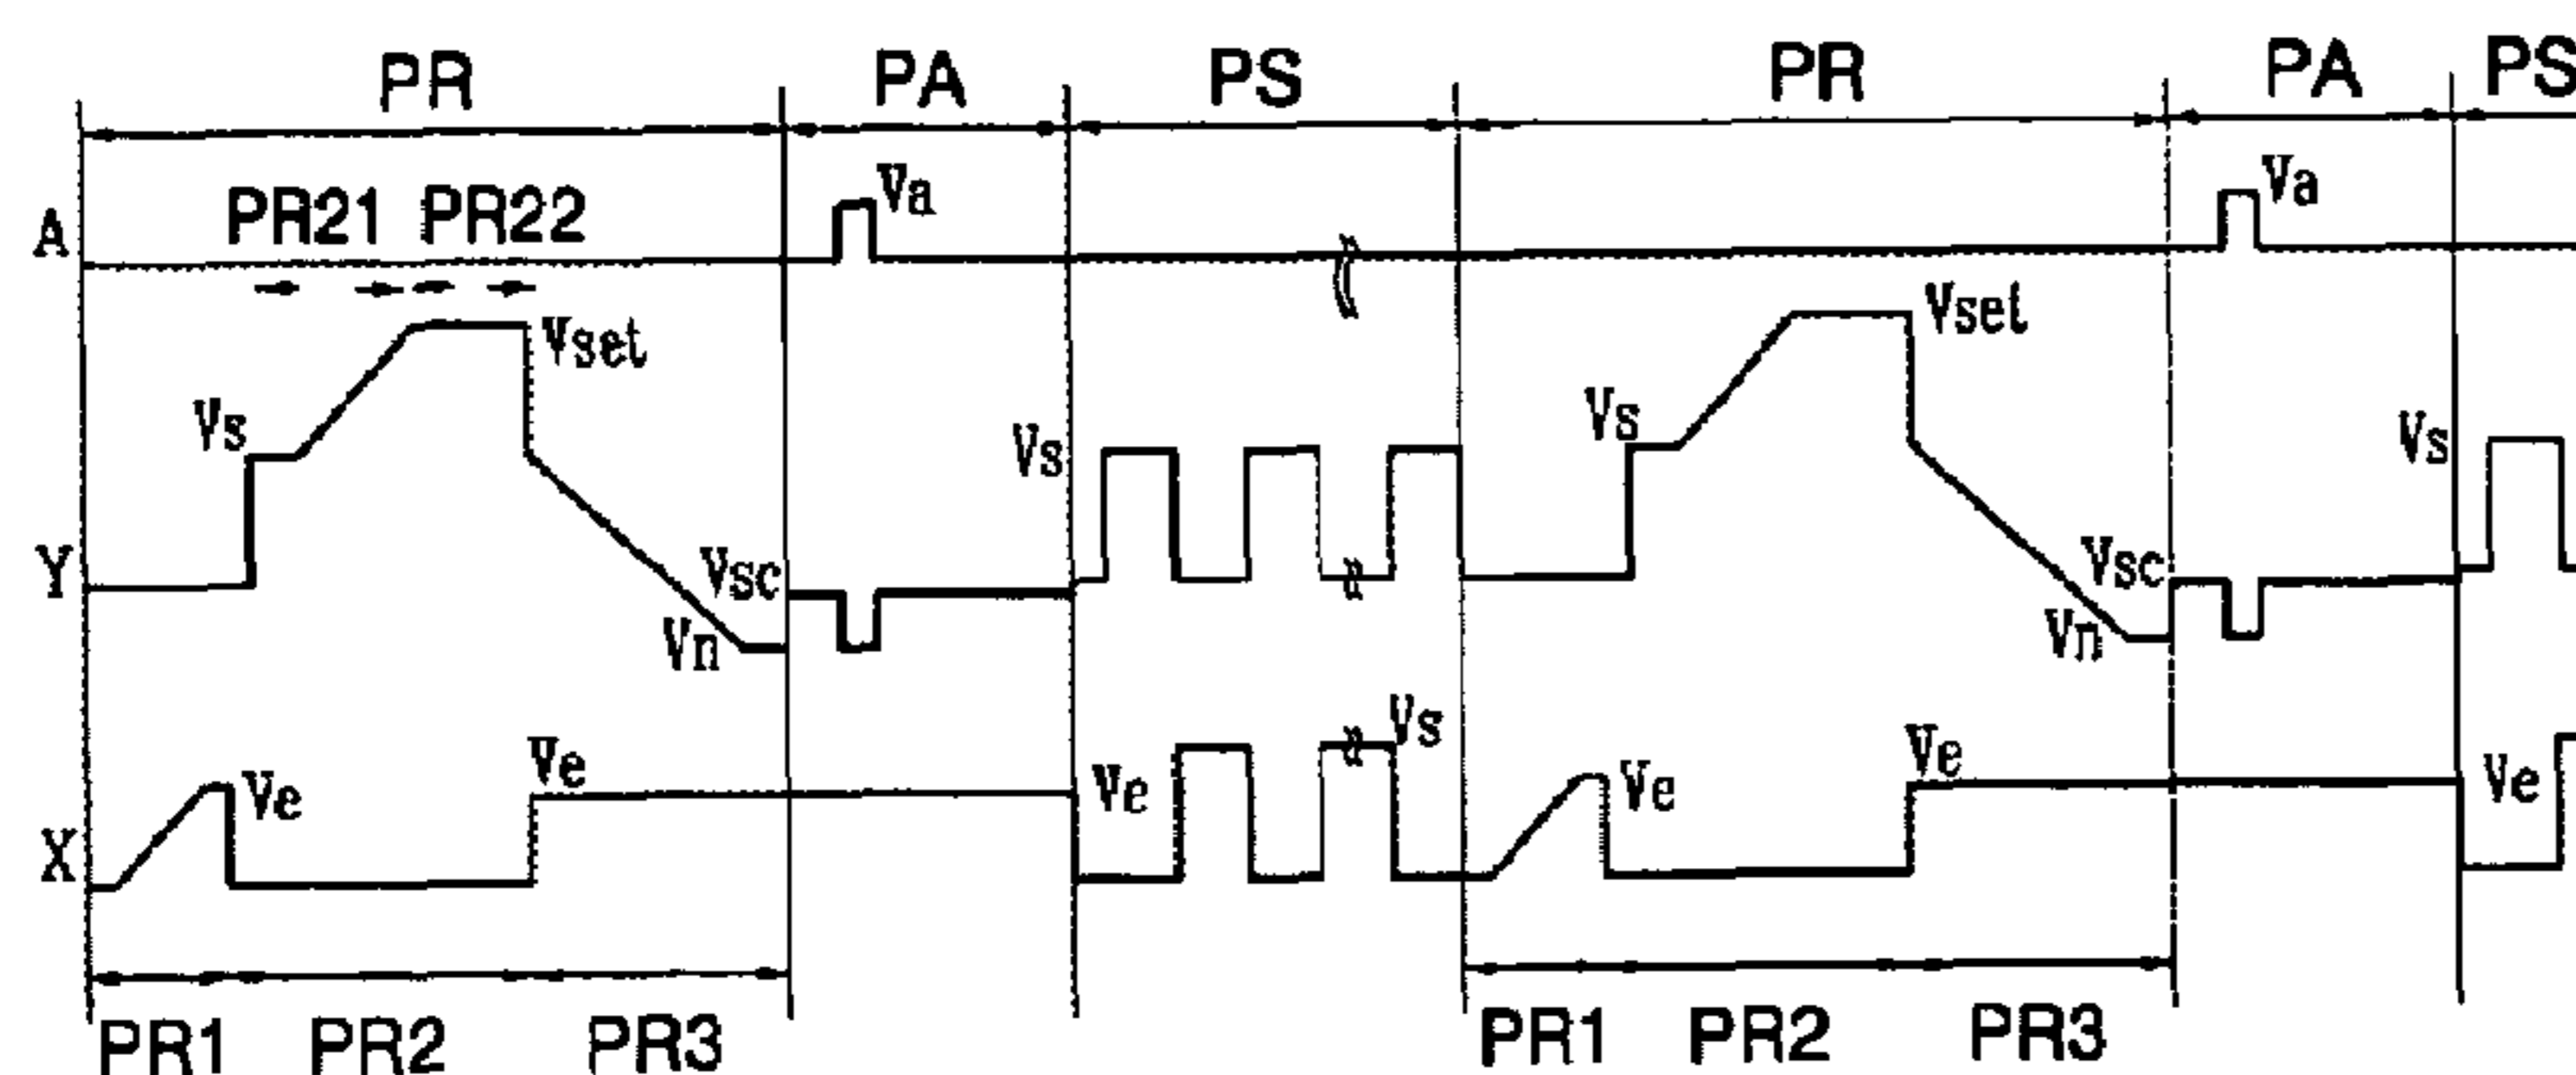 PR PA PS PR PA PS
A PR21 PR22 Va Va
Vset Vset
Vs Vs Vs Vs
Y Vsc Vn Vsc Vn
Vs
X Ve Ve Ve Ve Ve Ve
PR1 PR2 PR3 PR1 PR2 PR3